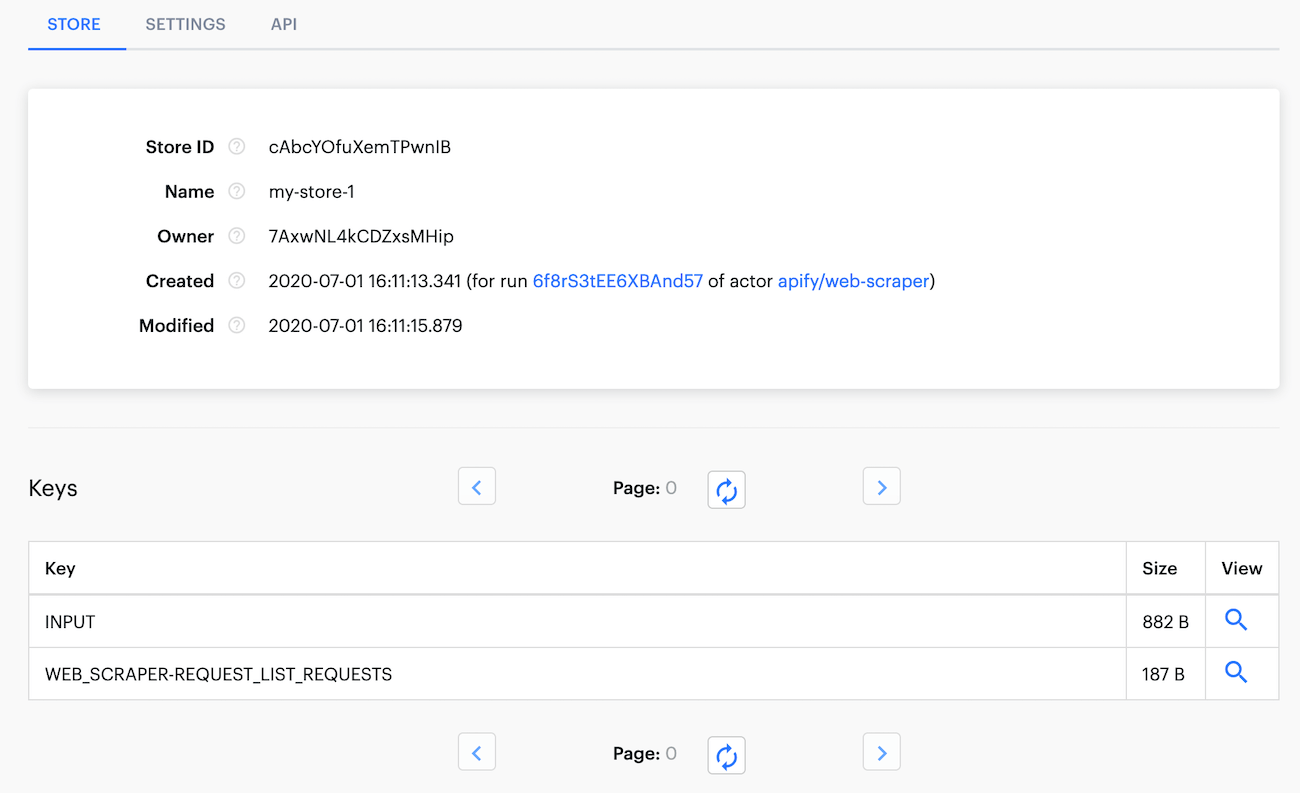 STORE SETTINGS API
Store ID ? cAbcYOfuXemTPwnIB
Name ? my-store-1
Owner ? 7AxwNL4kCDZxsMHip
Created ? 2020-07-01 16:11:13.341 (for run 6f8rS3tEE6XBAnd57 of actor apify/web-scraper)
Modified ? 2020-07-01 16:11:15.879
Keys Page: 0
Key Size View
INPUT 882 B
WEB_SCRAPER-REQUEST_LIST_REQUESTS 187 B
Page: 0